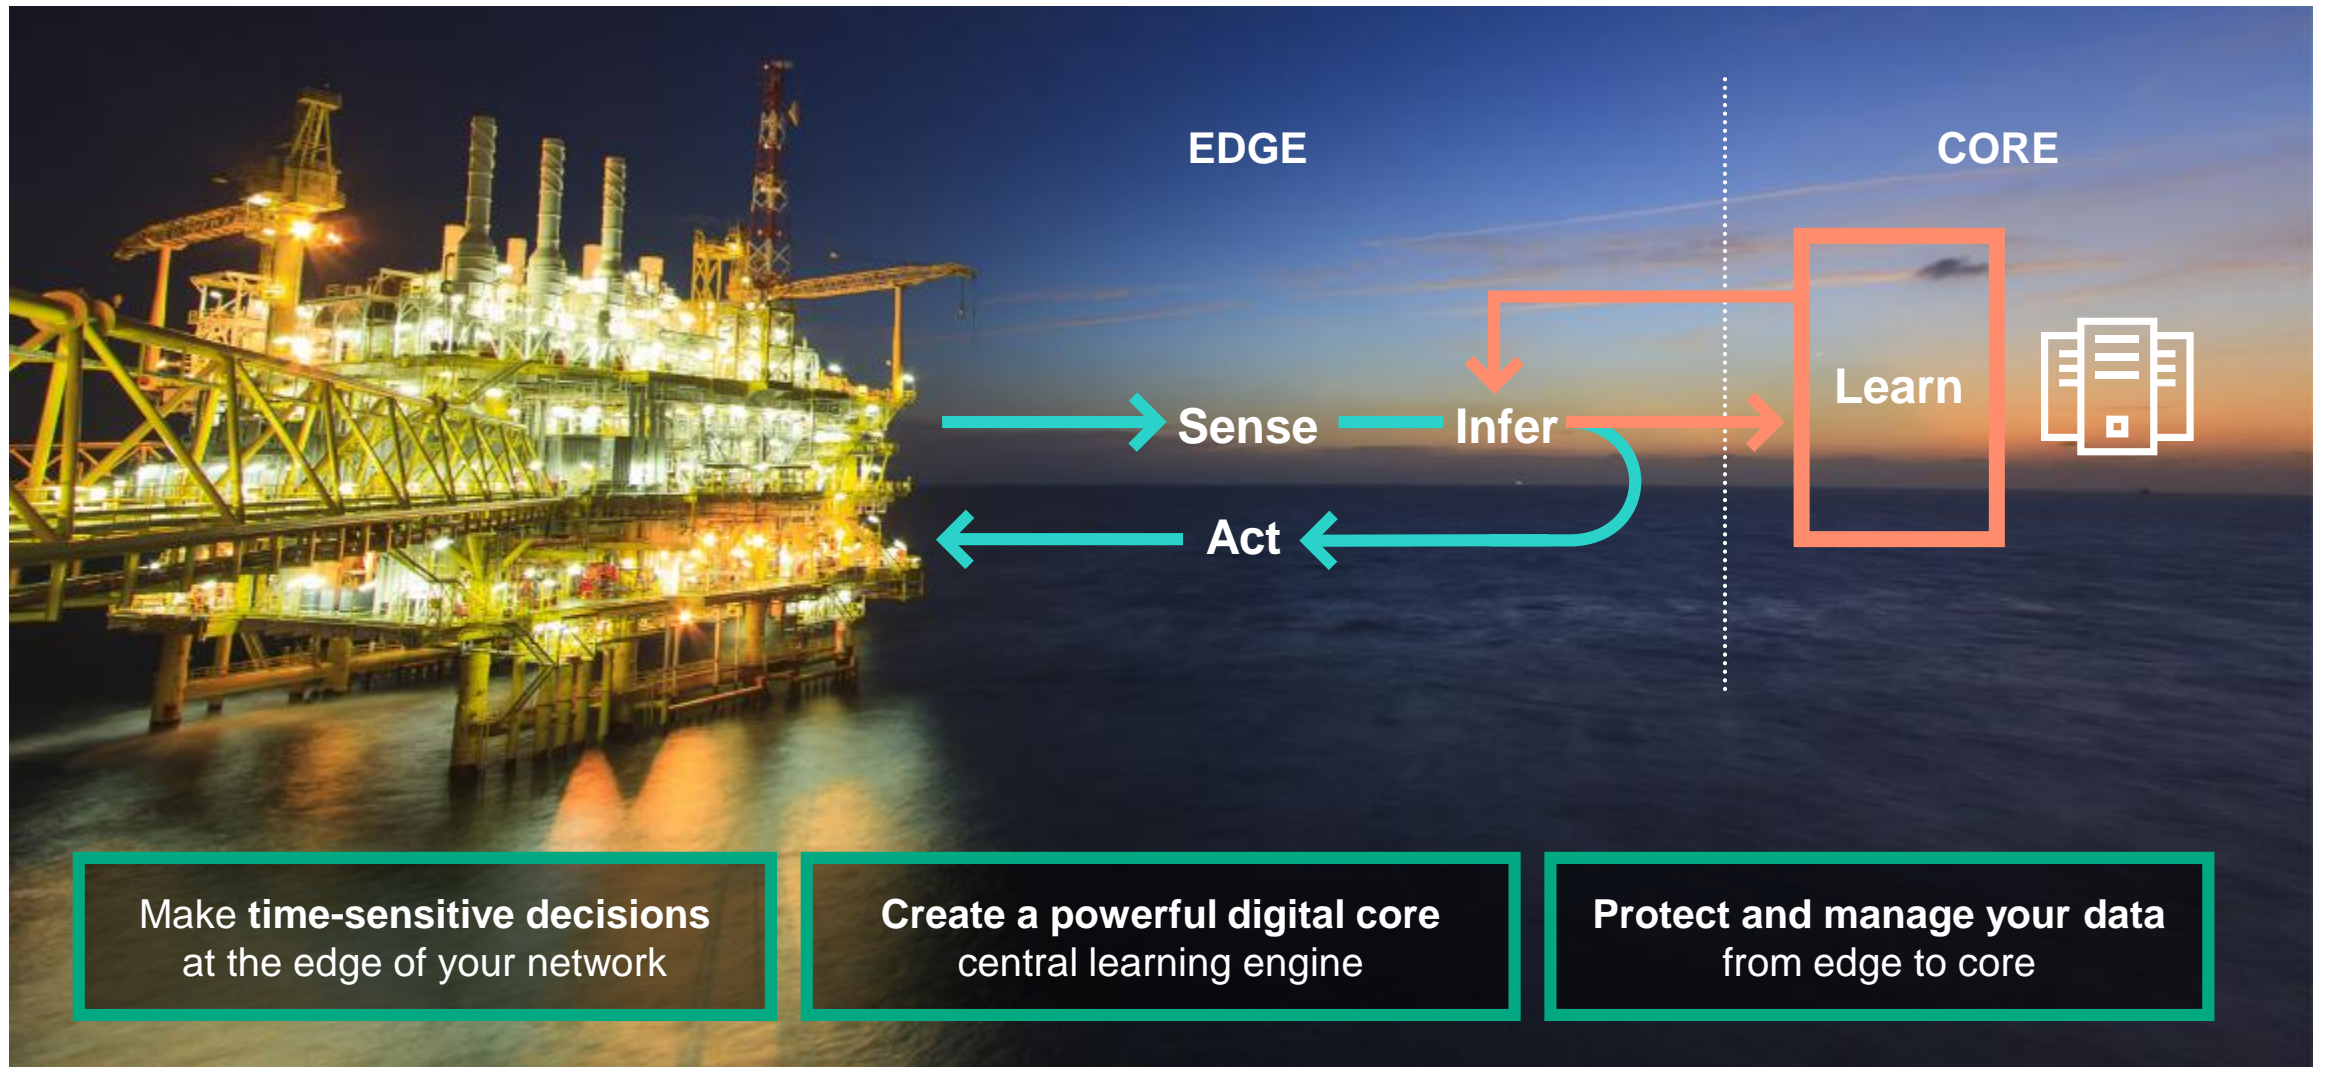 EDGE
CORE
Learn
Sense
Infer
Act
Make time-sensitive decisions
at the edge of your network
Create a powerful digital core
central learning engine
Protect and manage your data
from edge to core